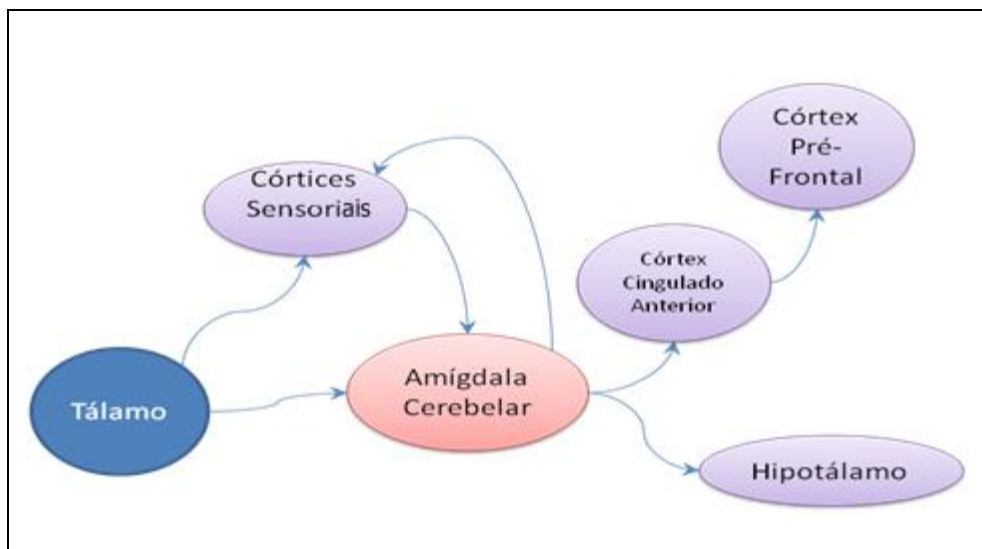 Córtex
Pré-
Frontal
Córtices
Sensoriais
Córtex
Cingulado
Anterior
Amígdala
Cerebelar
Tálamo
Hipotálamo